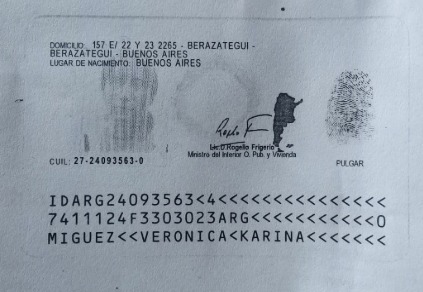 DOMICILIO: 157 E/ 22 Y 23 2265 - BERAZATEGUI -
BERAZATEGUI - BUENOS AIRES
LUGAR DE NACIMIENTO: BUENOS AIRES
Lic.D.Rogelio Frigerio
Ministro del Interior O. Pub. y Vivienda
CUIL: 27-24093563-0
PULGAR
IDARG24093563<4<<<<<<<<<<<<<<<
7411124F3303023ARG<<<<<<<<<<<0
MIGUEZ<<VERONICA<KARINA<<<<<<<